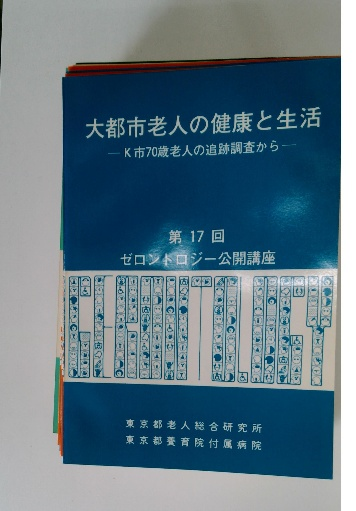 大都市老人の健康と生活
―K市70歳老人の追跡調査から―
第17回
ゼロントロジー公開講座
GERONTOLOGY
東京都老人総合研究所
東京都養育院付属病院